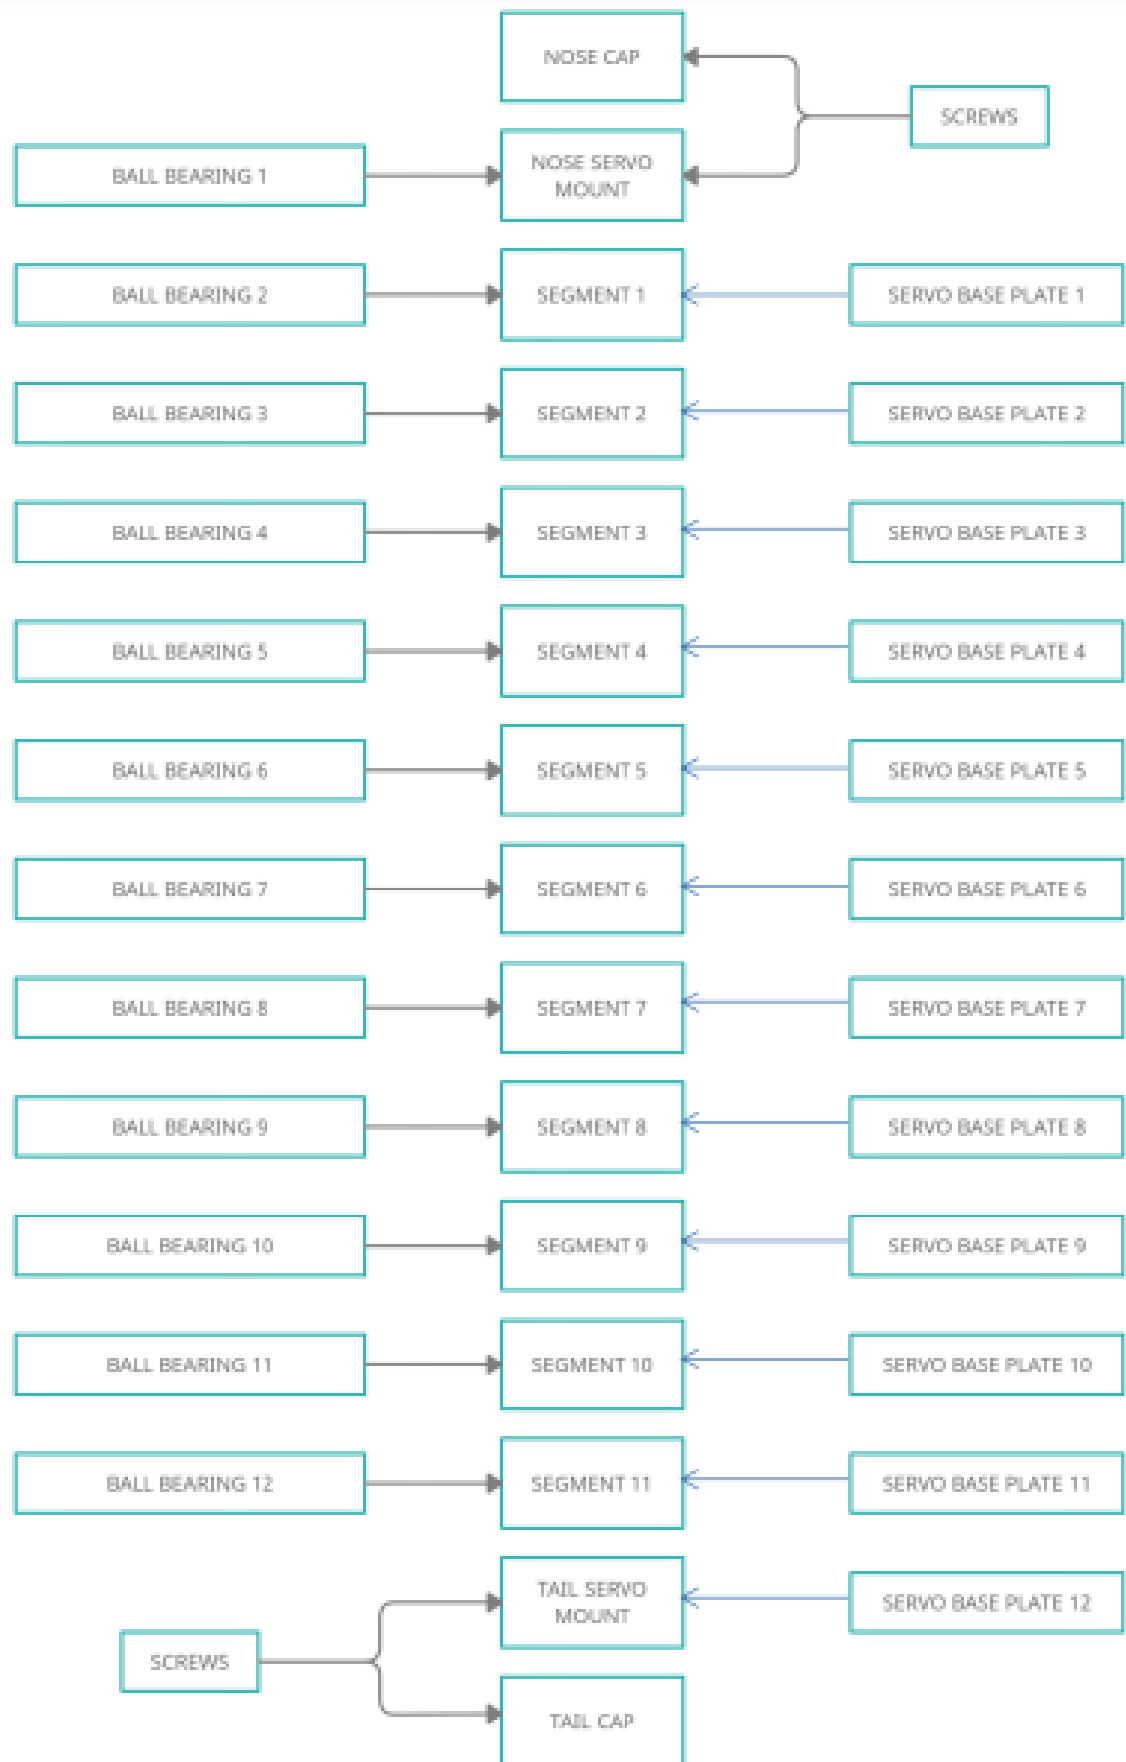 NOSE CAP
SCREWS
BALL BEARING 1
NOSE SERVO
MOUNT
BALL BEARING 2
SEGMENT 1
SERVO BASE PLATE 1
BALL BEARING 3
SEGMENT 2
SERVO BASE PLATE 2
BALL BEARING 4
SEGMENT 3
SERVO BASE PLATE 3
BALL BEARING 5
SEGMENT 4
SERVO BASE PLATE 4
BALL BEARING 6
SEGMENT 5
SERVO BASE PLATE 5
BALL BEARING 7
SEGMENT 6
SERVO BASE PLATE 6
BALL BEARING 8
SEGMENT 7
SERVO BASE PLATE 7
BALL BEARING 9
SEGMENT 8
SERVO BASE PLATE 8
BALL BEARING 10
SEGMENT 9
SERVO BASE PLATE 9
BALL BEARING 11
SEGMENT 10
SERVO BASE PLATE 10
BALL BEARING 12
SEGMENT 11
SERVO BASE PLATE 11
TAIL SERVO
MOUNT
SERVO BASE PLATE 12
SCREWS
TAIL CAP